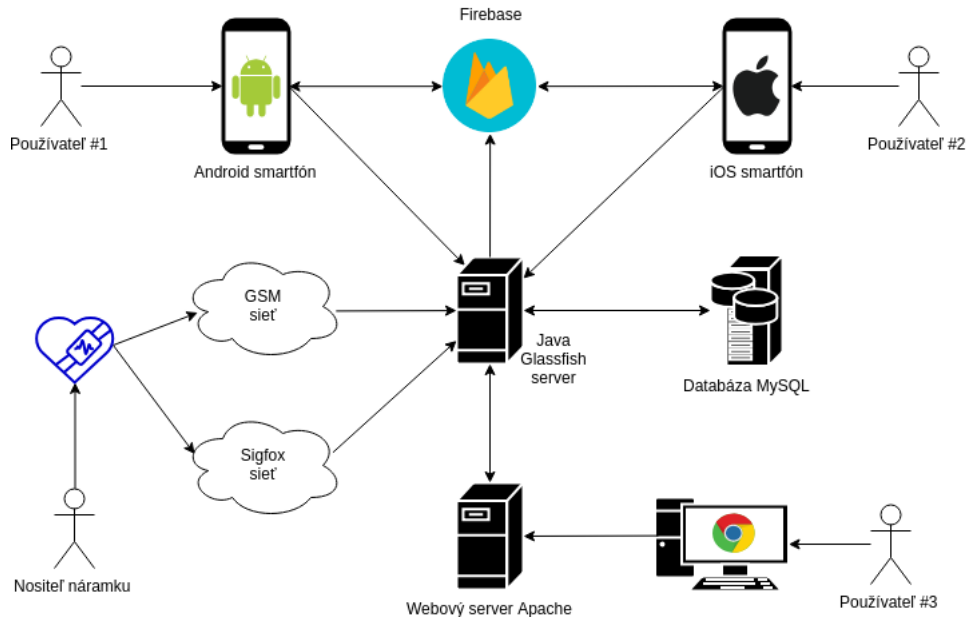 Firebase
Používateľ #1
Android smartfón
iOS smartfón
Používateľ #2
GSM
sieť
Java
Glassfish
server
Databáza MySQL
Sigfox
sieť
Nositeľ náramku
Webový server Apache
Používateľ #3